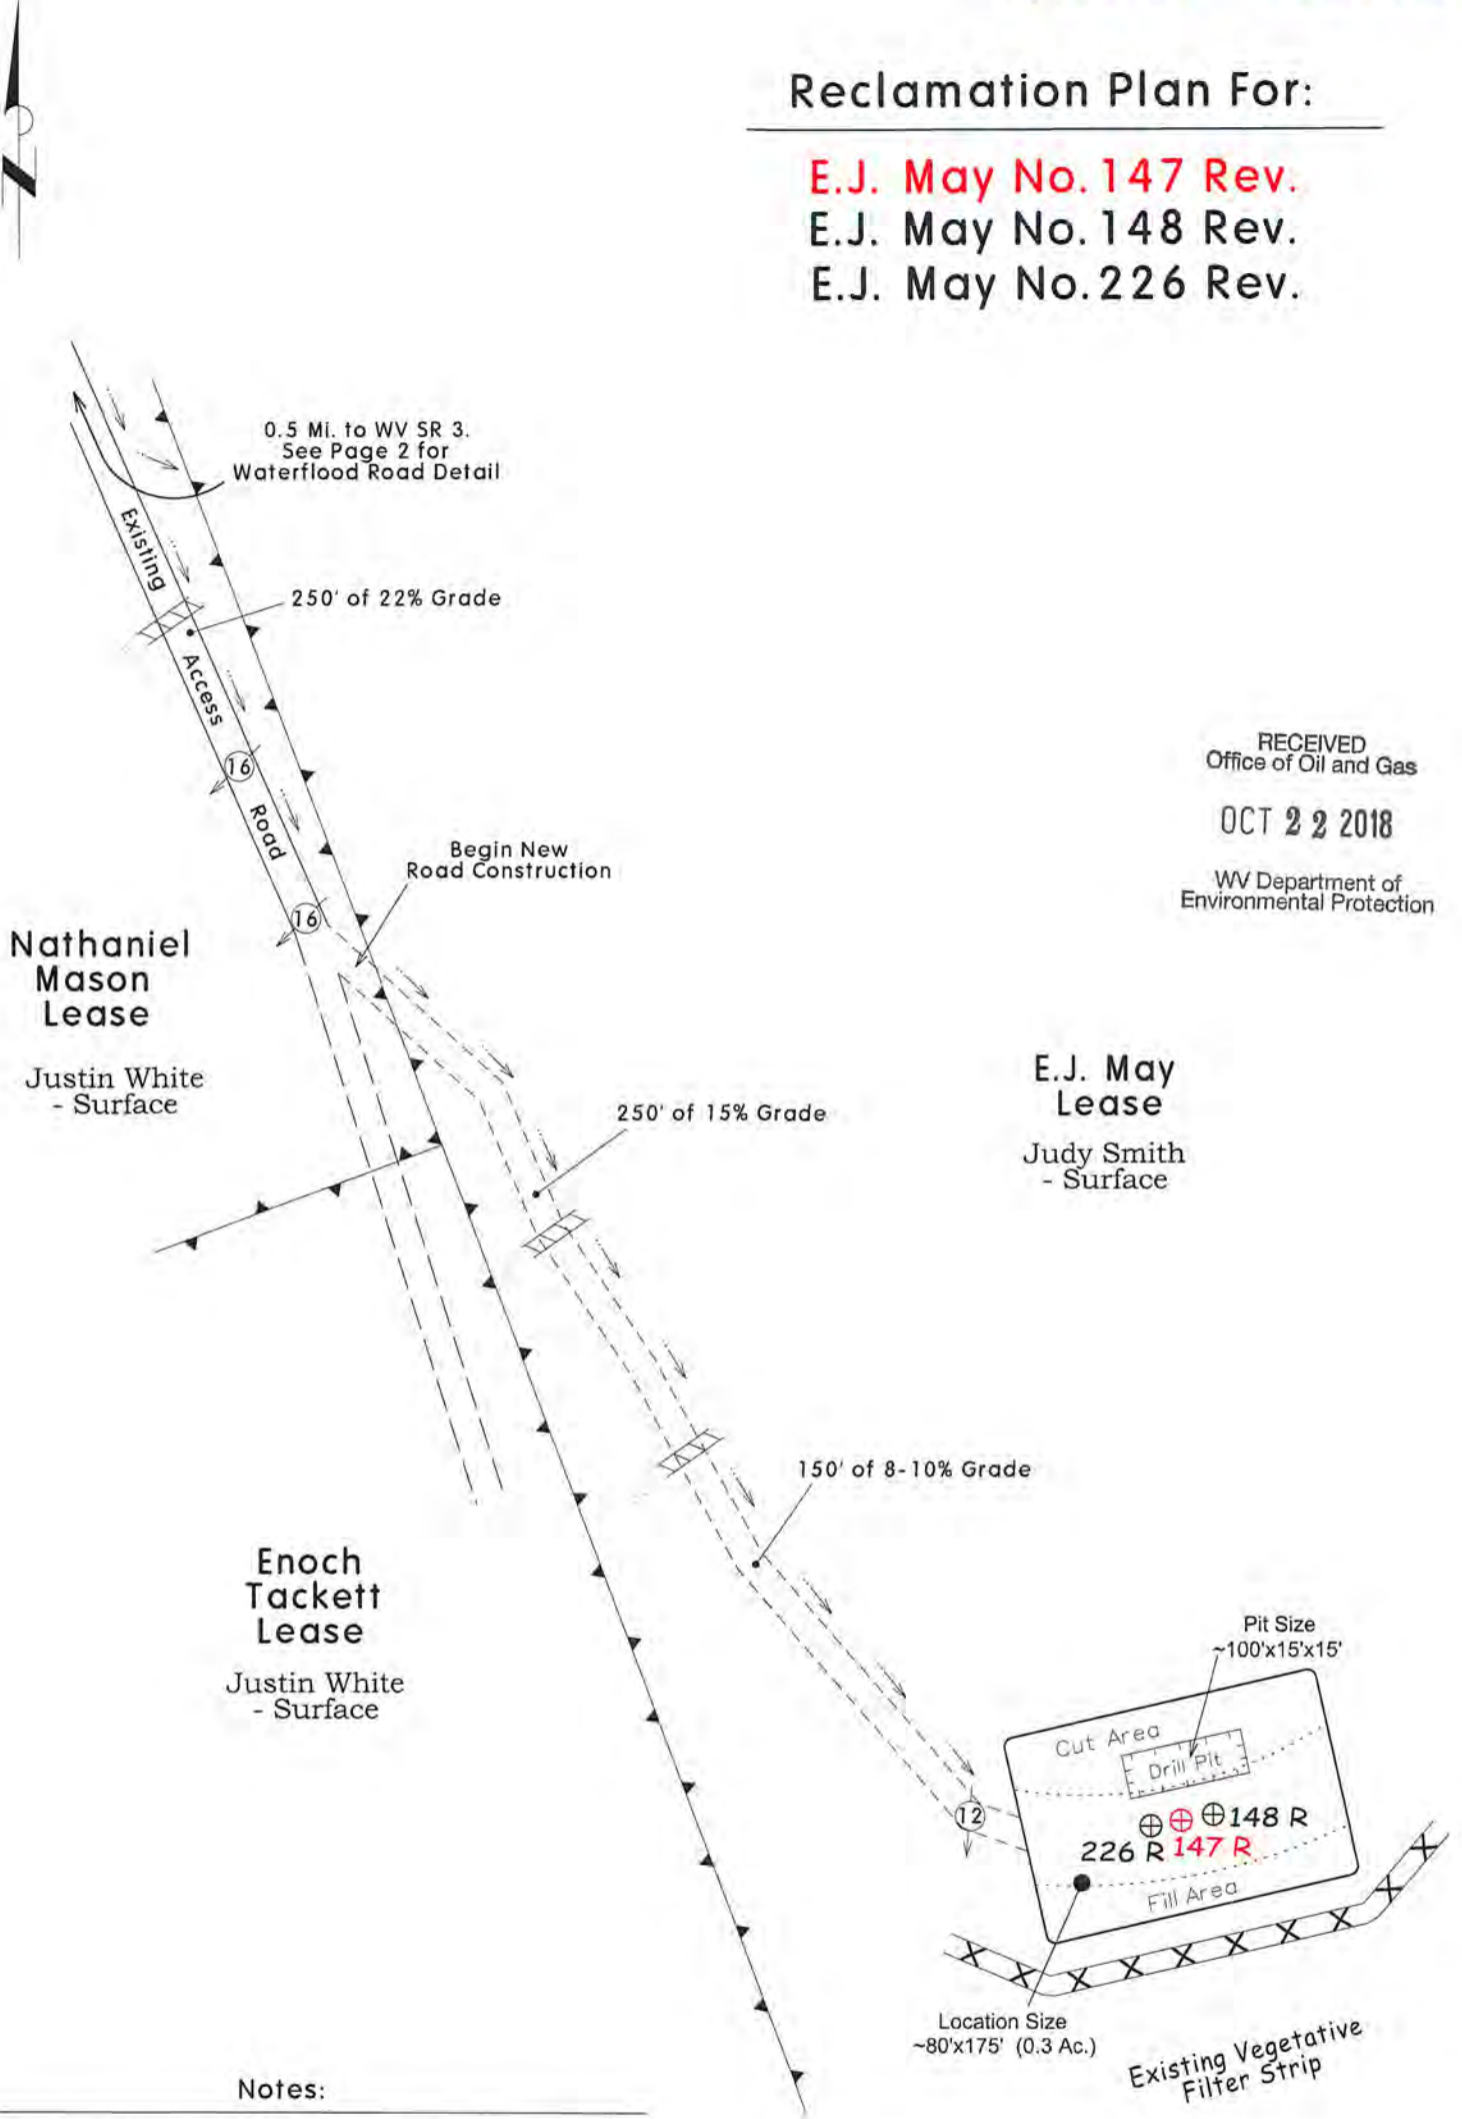 Reclamation Plan For:
E.J. May No. 147 Rev.
E.J. May No. 148 Rev.
E.J. May No. 226 Rev.
0.5 Mi. to WV SR 3.
See Page 2 for
Waterflood Road Detail
Existing
250' of 22% Grade
Access
16
Road
RECEIVED
Office of Oil and Gas
OCT 22 2018
WV Department of
Environmental Protection
Begin New
Road Construction
16
Nathaniel
Mason
Lease
Justin White
- Surface
E.J. May
Lease
Judy Smith
- Surface
250' of 15% Grade
150' of 8-10% Grade
Enoch
Tackett
Lease
Justin White
- Surface
Pit Size
~100'x15'x15'
Cut Area
Drill Pit
12
148 R
226 R 147 R
Fill Area
Location Size
~80'x175' (0.3 Ac.)
Existing Vegetative
Filter Strip
Notes:
N